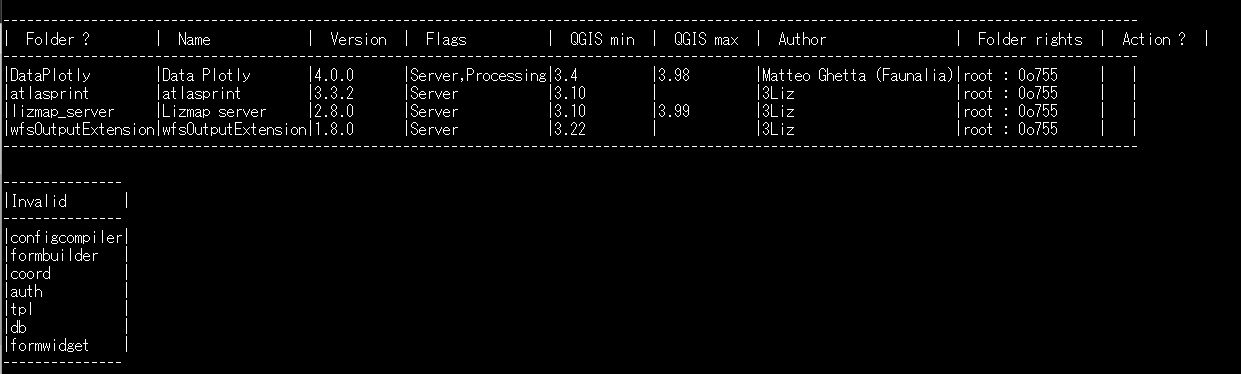 ----------------------------------------------------------------------------------------------------------------------------------------------
|  Folder ?        |  Name            |  Version  |  Flags            |  QGIS min  |  QGIS max  |  Author                  |  Folder rights  |  Action ?  |
----------------------------------------------------------------------------------------------------------------------------------------------
|DataPlotly        |Data Plotly       |4.0.0      |Server,Processing|3.4         |3.98        |Matteo Ghetta (Faunalia)|root : 0o755    |   |
|atlasprint        |atlasprint        |3.3.2      |Server           |3.10        |            |3Liz                    |root : 0o755    |   |
|lizmap_server     |Lizmap server     |2.8.0      |Server           |3.10        |3.99        |3Liz                    |root : 0o755    |   |
|wfsOutputExtension|wfsOutputExtension|1.8.0      |Server           |3.22        |            |3Liz                    |root : 0o755    |   |
----------------------------------------------------------------------------------------------------------------------------------------------
---------------
|Invalid       |
---------------
|configcompiler|
|formbuilder   |
|coord         |
|auth          |
|tpl           |
|db            |
|formwidget    |
---------------